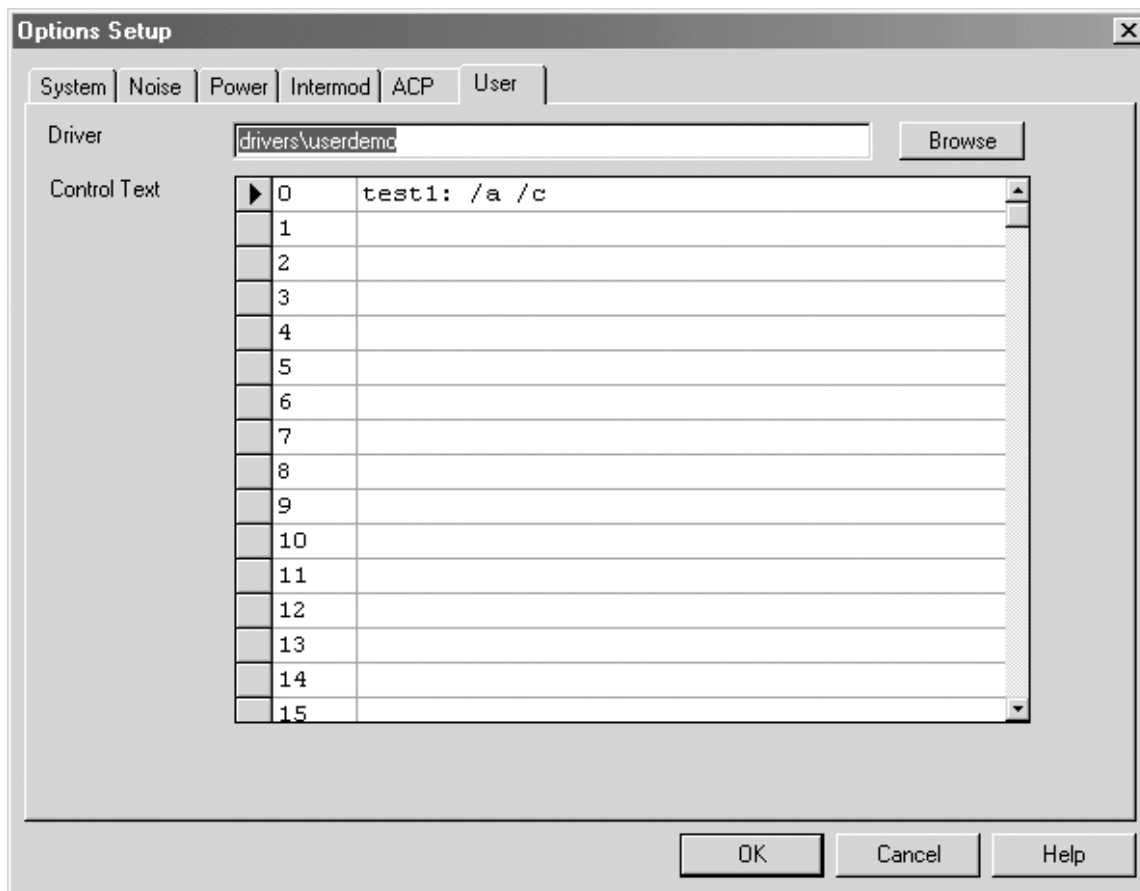 Options Setup
System Noise Power Intermod ACP User
Driver drivers\userdemo Browse
Control Text
0 test1: /a /c
1
2
3
4
5
6
7
8
9
10
11
12
13
14
15
OK Cancel Help